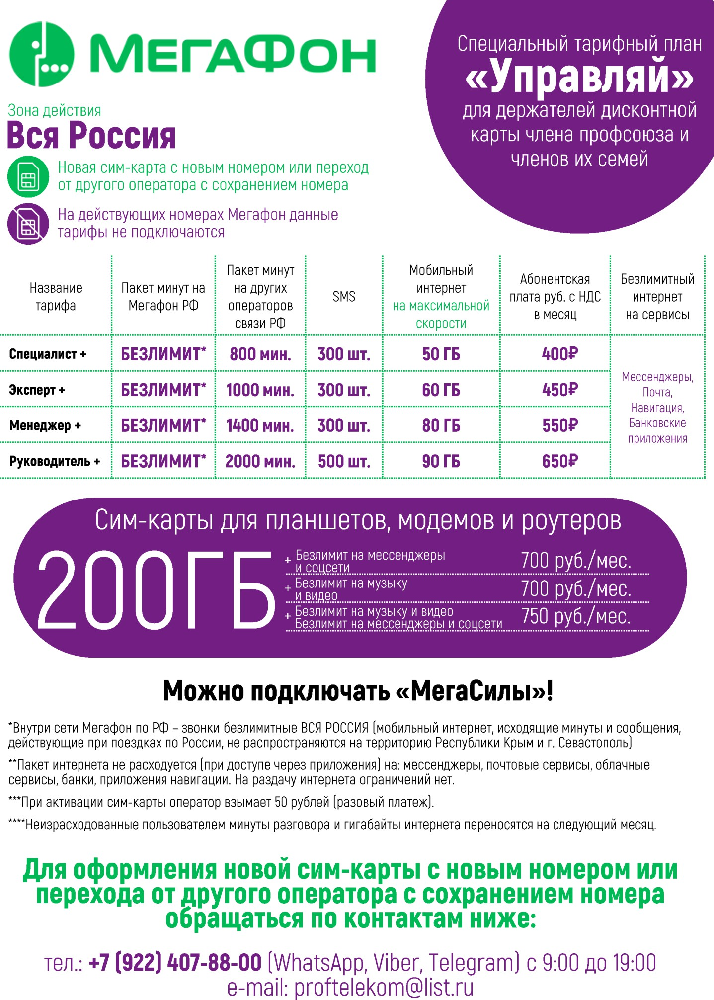 МЕГАФОН
Специальный тарифный план
«Управляй»
для держателей дисконтной
карты члена профсоюза и
членов их семей
Зона действия
Вся Россия
Новая сим-карта с новым номером или переход
от другого оператора с сохранением номера
На действующих номерах Мегафон данные
тарифы не подключаются
Название
тарифа
Пакет минут на
Мегафон РФ
Пакет минут
на других
операторов
связи РФ
SMS
Мобильный
интернет
на максимальной
скорости
Абонентская
плата руб. с НДС
в месяц
Безлимитный
интернет
на сервисы
Специалист + БЕЗЛИМИТ* 800 мин. 300 шт. 50 ГБ 400₽
Эксперт + БЕЗЛИМИТ* 1000 мин. 300 шт. 60 ГБ 450₽
Менеджер + БЕЗЛИМИТ* 1400 мин. 300 шт. 80 ГБ 550₽
Руководитель + БЕЗЛИМИТ* 2000 мин. 500 шт. 90 ГБ 650₽
Мессенджеры,
Почта,
Навигация,
Банковские
приложения
Сим-карты для планшетов, модемов и роутеров
200ГБ
+ Безлимит на мессенджеры
и соцсети
700 руб./мес.
+ Безлимит на музыку
и видео
700 руб./мес.
+ Безлимит на музыку и видео
Безлимит на мессенджеры и соцсети
750 руб./мес.
Можно подключать «МегаСилы»!
*Внутри сети Мегафон по РФ – звонки безлимитные ВСЯ РОССИЯ (мобильный интернет, исходящие минуты и сообщения,
действующие при поездках по России, не распространяются на территорию Республики Крым и г. Севастополь)
**Пакет интернета не расходуется (при доступе через приложения) на: мессенджеры, почтовые сервисы, облачные
сервисы, банки, приложения навигации. На раздачу интернета ограничений нет.
***При активации сим-карты оператор взымает 50 рублей (разовый платеж).
****Неизрасходованные пользователем минуты разговора и гигабайты интернета переносятся на следующий месяц.
Для оформления новой сим-карты с новым номером или
перехода от другого оператора с сохранением номера
обращаться по контактам ниже:
тел.: +7 (922) 407-88-00 (WhatsApp, Viber, Telegram) с 9:00 до 19:00
e-mail: proftelekom@list.ru